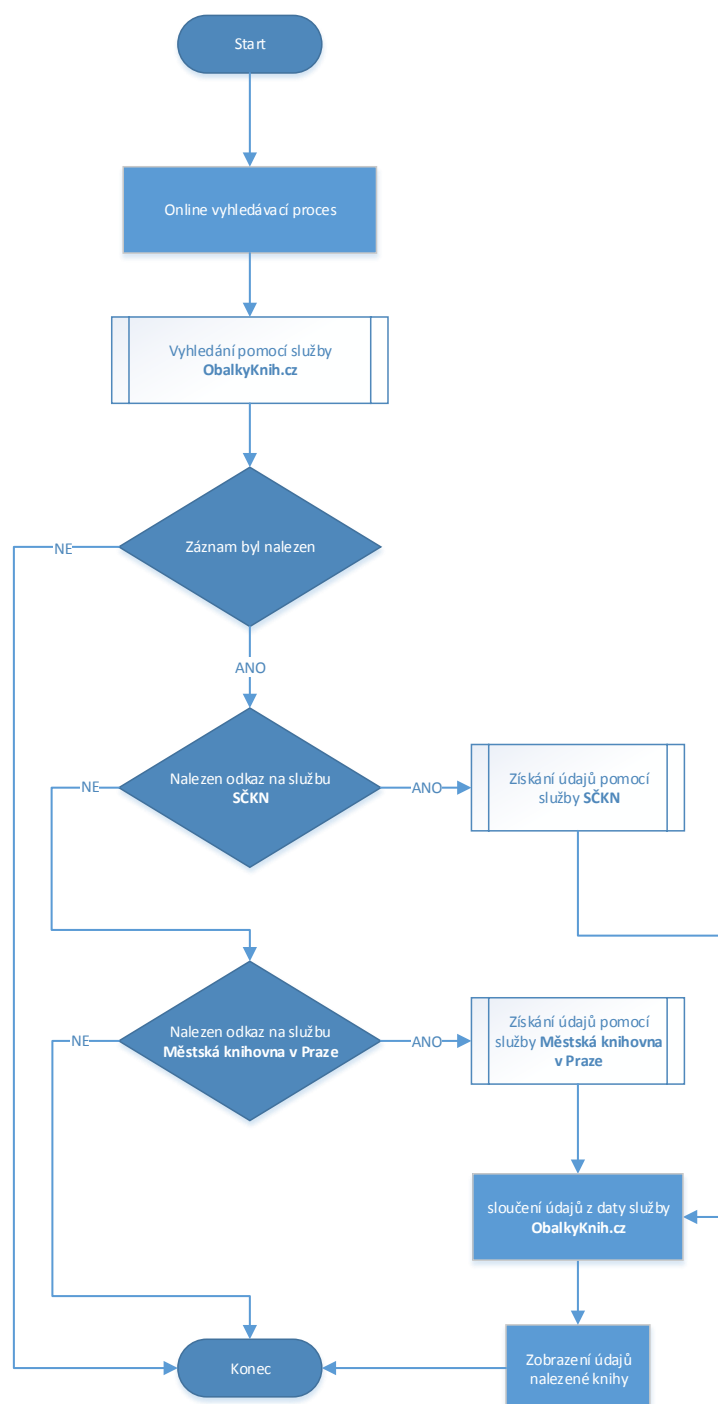 Start
Online vyhledávací proces
Vyhledání pomocí služby
ObalkyKnih.cz
Záznam byl nalezen
NE
ANO
Nalezen odkaz na službu
SČKN
NE
ANO
Získání údajů pomocí
služby SČKN
Nalezen odkaz na službu
Městská knihovna v Praze
NE
ANO
Získání údajů pomocí
služby Městská knihovna
v Praze
sloučení údajů z daty služby
ObalkyKnih.cz
Zobrazení údajů
nalezené knihy
Konec